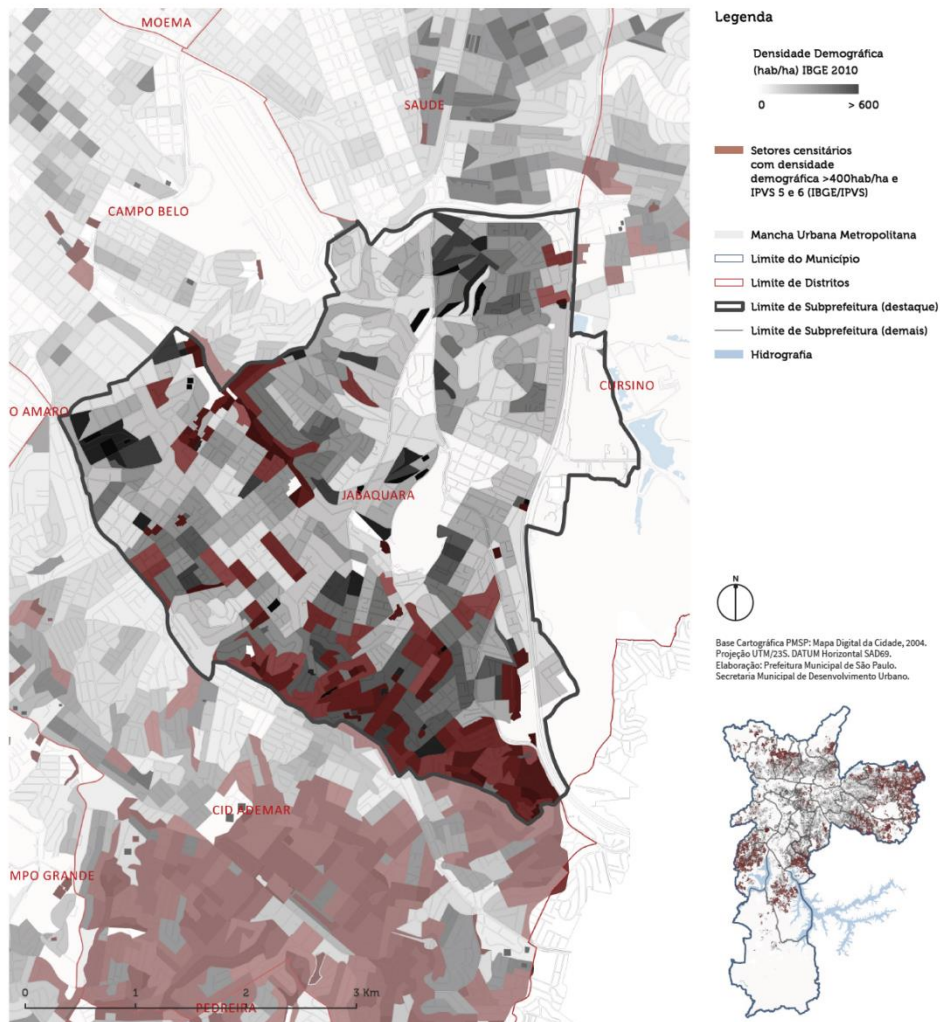 MOEMA
SAUDE
CAMPO BELO
O AMARO
CURSINO
JABAQUARA
CID ADEMAR
MPO GRANDE
PEDREIRA
0 1 2 3 Km
Legenda
Densidade Demográfica
(hab/ha) IBGE 2010
0 > 600
Setores censitários
com densidade
demográfica >400hab/ha e
IPVS 5 e 6 (IBGE/IPVS)
Mancha Urbana Metropolitana
Limite do Município
Limite de Distritos
Limite de Subprefeitura (destaque)
Limite de Subprefeitura (demais)
Hidrografia
N
Base Cartográfica PMSP: Mapa Digital da Cidade, 2004.
Projeção UTM/23S. DATUM Horizontal SAD69.
Elaboração: Prefeitura Municipal de São Paulo.
Secretaria Municipal de Desenvolvimento Urbano.